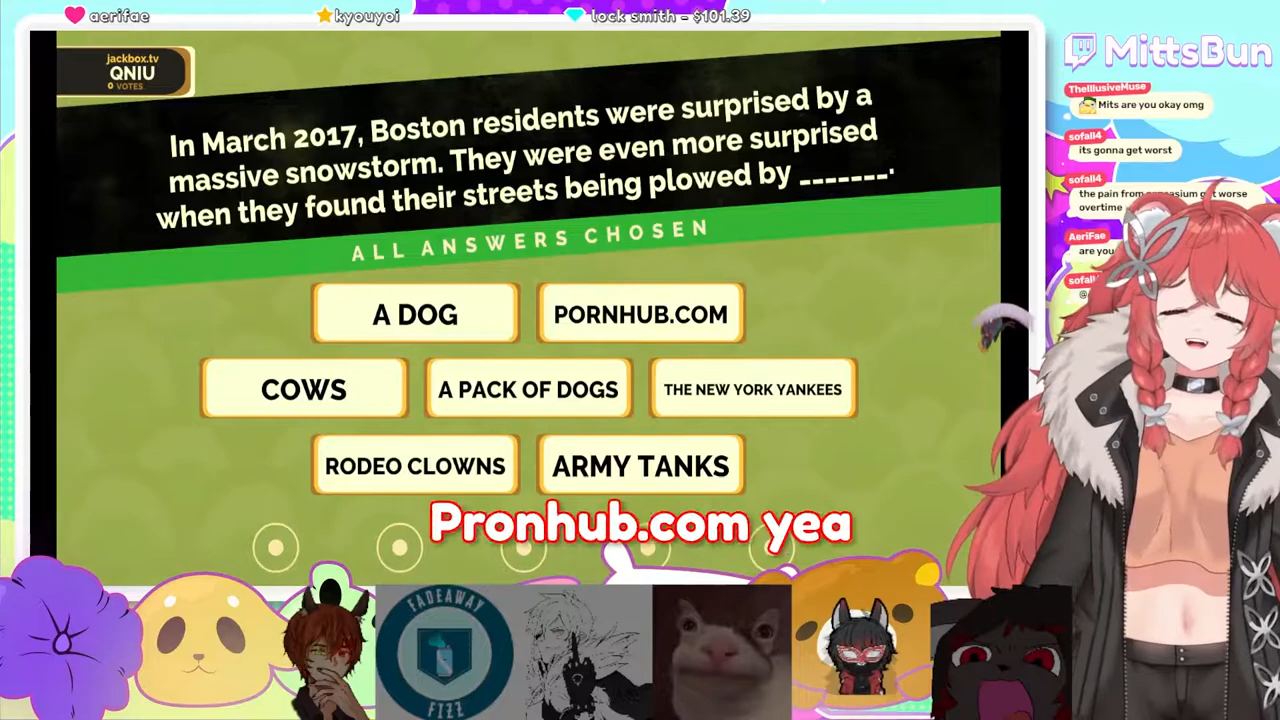 aerifae
kyouyoi
lock smith - $101.39
jackbox.tv
QNIU
0 VOTES
In March 2017, Boston residents were surprised by a
massive snowstorm. They were even more surprised
when they found their streets being plowed by _______.
ALL ANSWERS CHOSEN
A DOG
PORNHUB.COM
COWS
A PACK OF DOGS
THE NEW YORK YANKEES
RODEO CLOWNS
ARMY TANKS
Pronhub.com yea
MittsBun
TheIllusiveMuse
Mits are you okay omg
sofall4
its gonna get worst
sofall4
the pain from get worse
overtime
AeriFae
are you
FADEAWAY
FIZZ